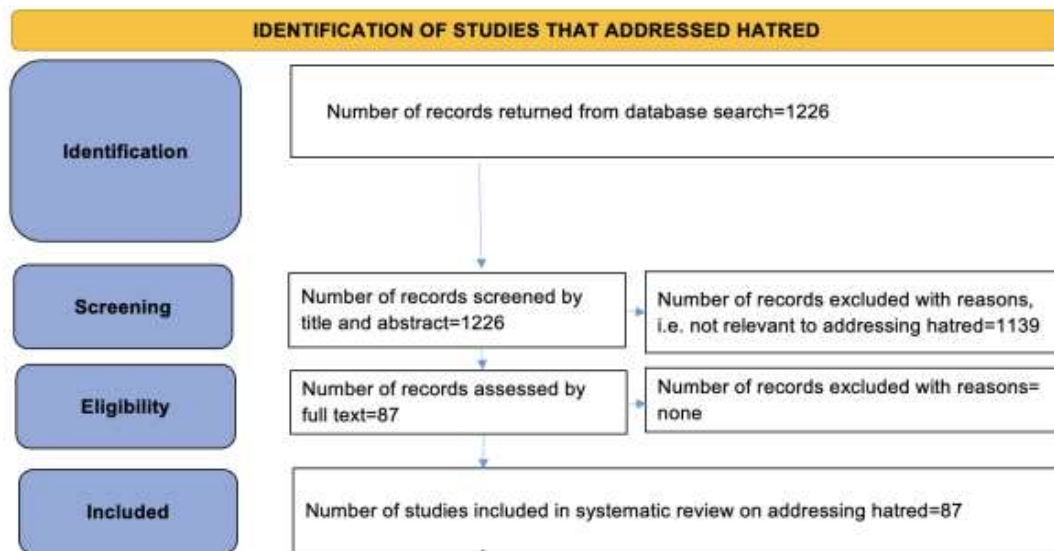 IDENTIFICATION OF STUDIES THAT ADDRESSED HATRED
Identification
Number of records returned from database search=1226
Screening
Number of records screened by
title and abstract=1226
Number of records excluded with reasons,
i.e. not relevant to addressing hatred=1139
Eligibility
Number of records assessed by
full text=87
Number of records excluded with reasons=
none
Included
Number of studies included in systematic review on addressing hatred=87